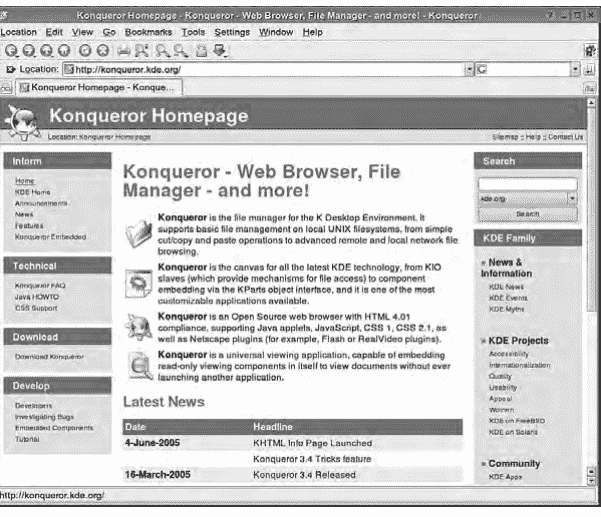 Konqueror Homepage - Konqueror - Web Browser, File Manager - and more! - Konqueror
Location Edit View Go Bookmarks Tools Settings Window Help
Location: http://konqueror.kde.org/
Konqueror Homepage - Konque...
Konqueror Homepage
Location: Konqueror Homepage
Sitemap :: Help :: Contact Us
Inform
Home
KDE Home
Announcements
News
Features
Konqueror Embedded
Technical
Konqueror FAQ
Java HOWTO
CSS Support
Download
Download Konqueror
Develop
Developers
Investigating Bugs
Embedded Components
Tutorial
Konqueror - Web Browser, File
Manager - and more!
Konqueror is the file manager for the K Desktop Environment. It
supports basic file management on local UNIX filesystems, from simple
cut/copy and paste operations to advanced remote and local network file
browsing.
Konqueror is the canvas for all the latest KDE technology, from KIO
slaves (which provide mechanisms for file access) to component
embedding via the KParts object interface, and it is one of the most
customizable applications available.
Konqueror is an Open Source web browser with HTML 4.01
compliance, supporting Java applets, JavaScript, CSS 1, CSS 2.1, as
well as Netscape plugins (for example, Flash or RealVideo plugins).
Konqueror is a universal viewing application, capable of embedding
read-only viewing components in itself to view documents without ever
launching another application.
Latest News
Date Headline
4-June-2005 KHTML Info Page Launched
Konqueror 3.4 Tricks feature
16-March-2005 Konqueror 3.4 Released
Search
kde.org
Search
KDE Family
» News &
Information
KDE News
KDE Events
KDE Myths
» KDE Projects
Accessibility
Internationalization
Quality
Usability
Appeal
Women
KDE on FreeBSD
KDE on Solaris
» Community
KDE Apps
http://konqueror.kde.org/